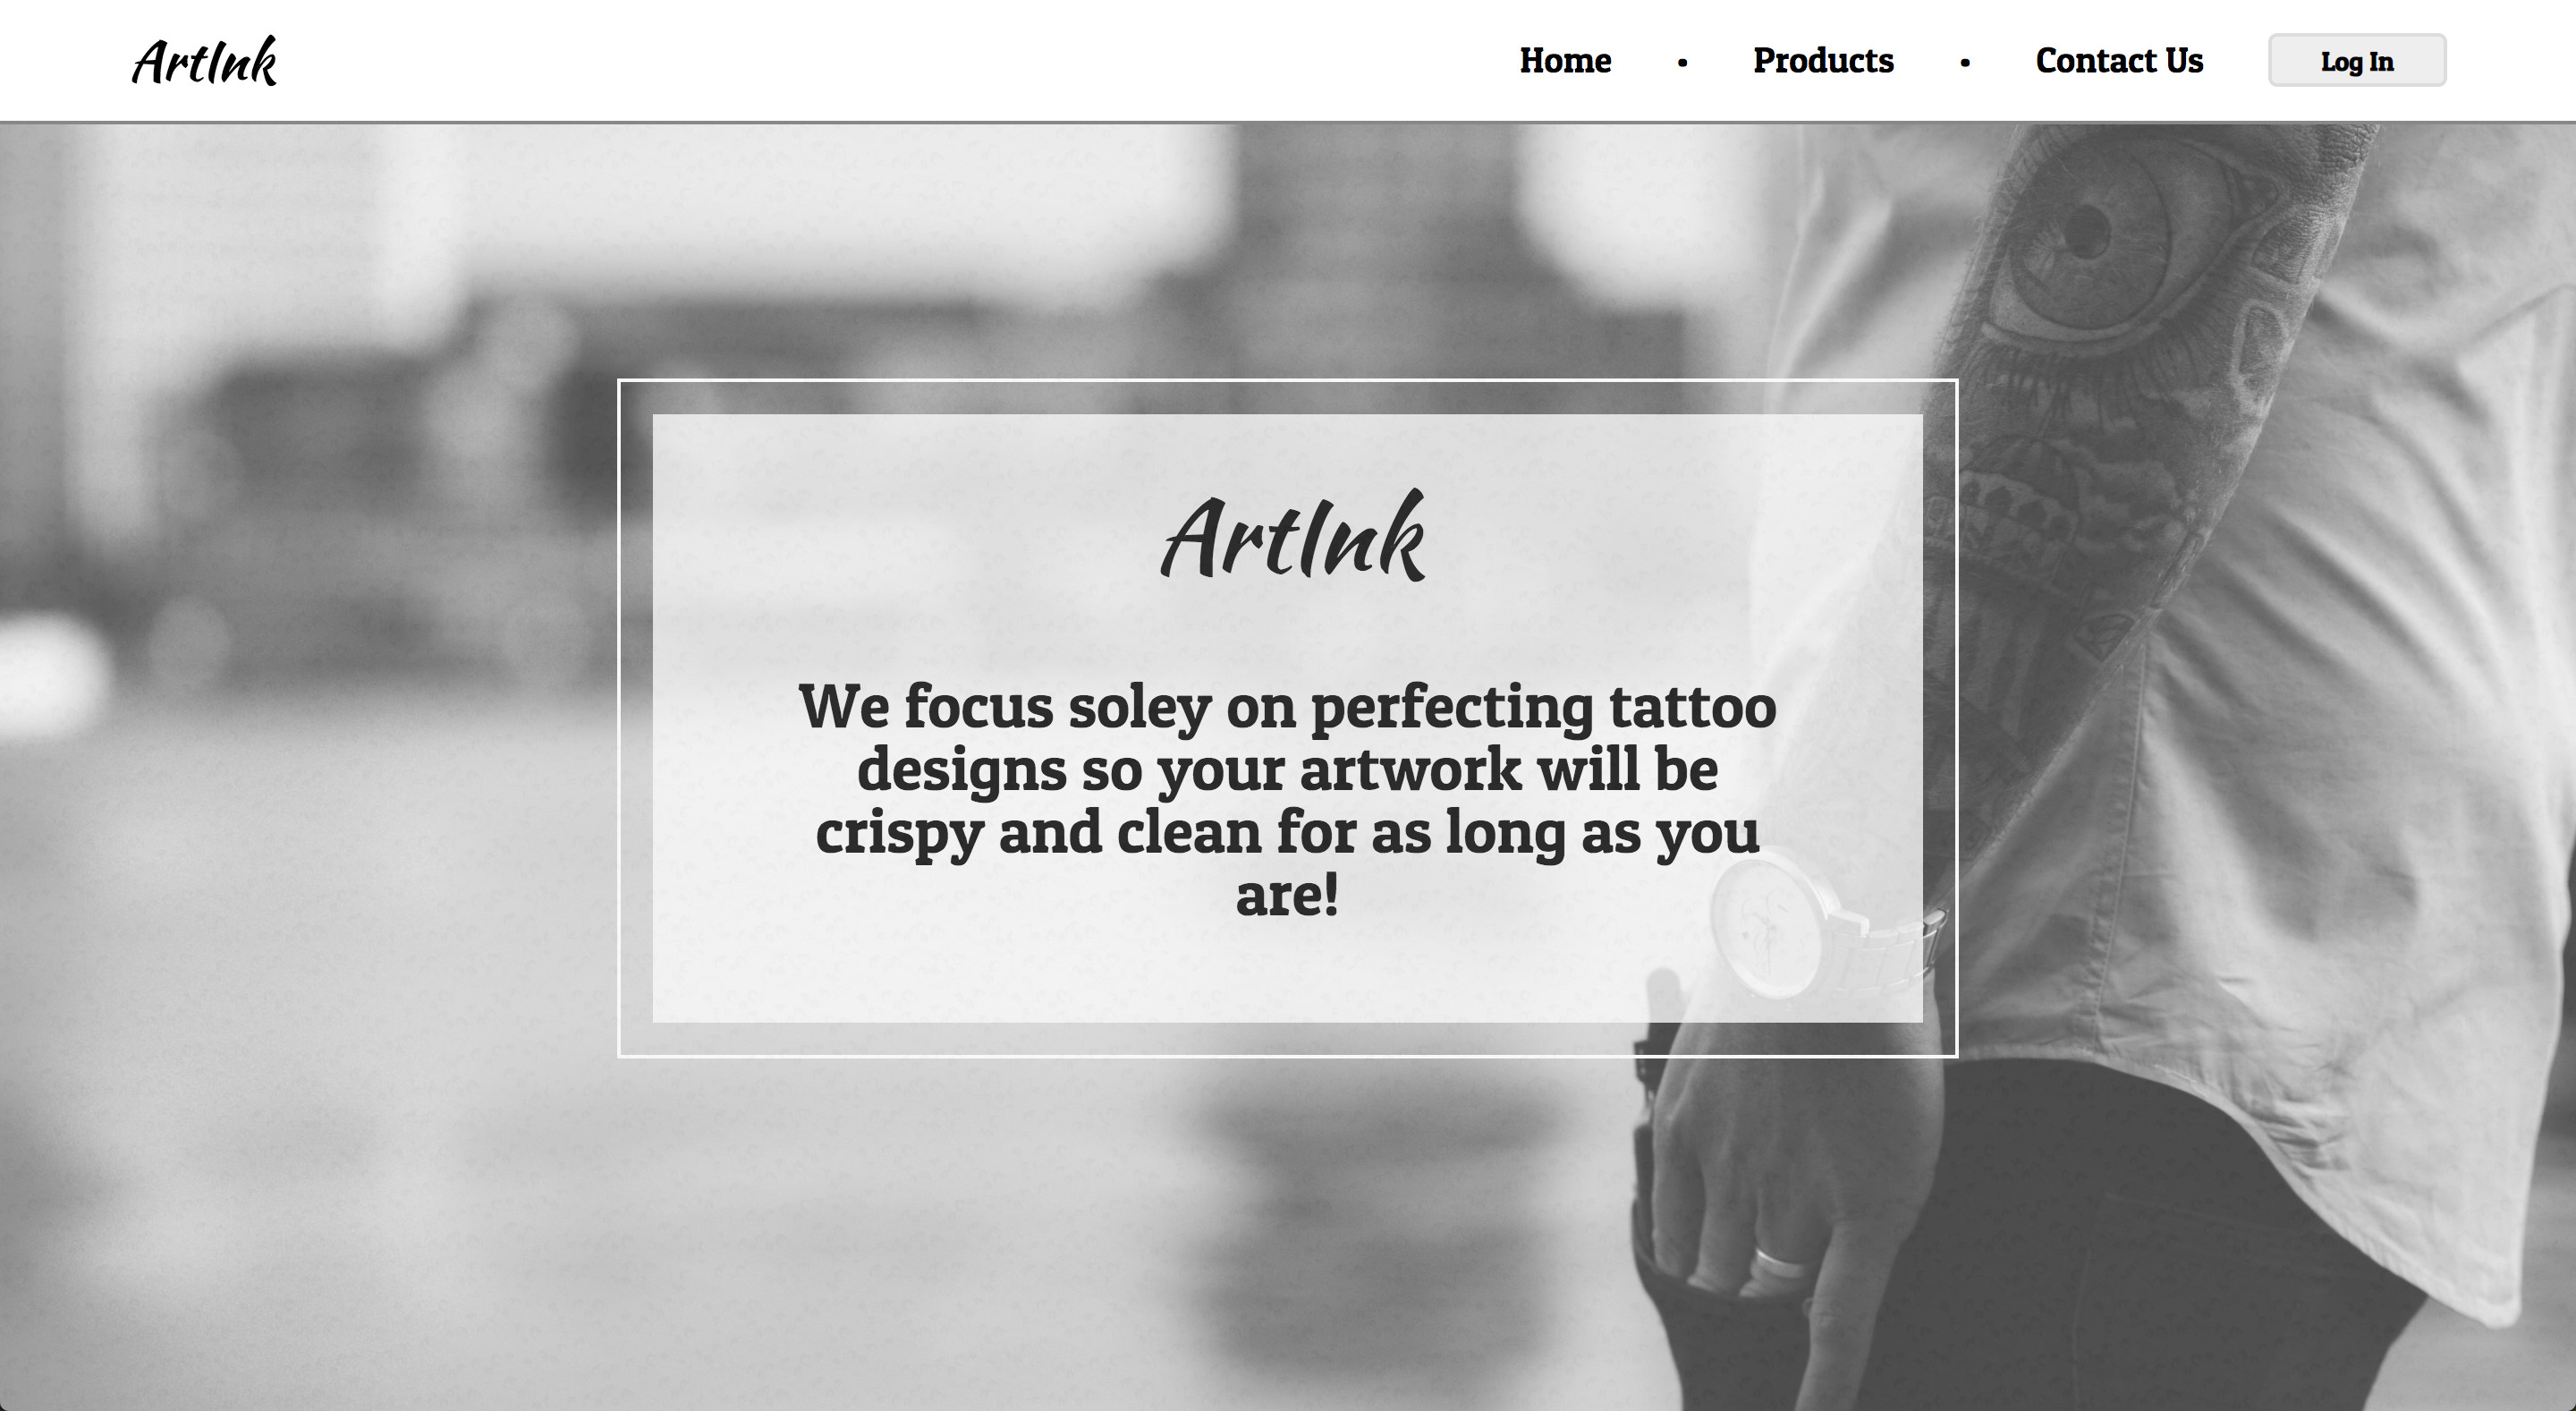 ArtInk
Home • Products • Contact Us Log In
ArtInk
We focus soley on perfecting tattoo
designs so your artwork will be
crispy and clean for as long as you
are!